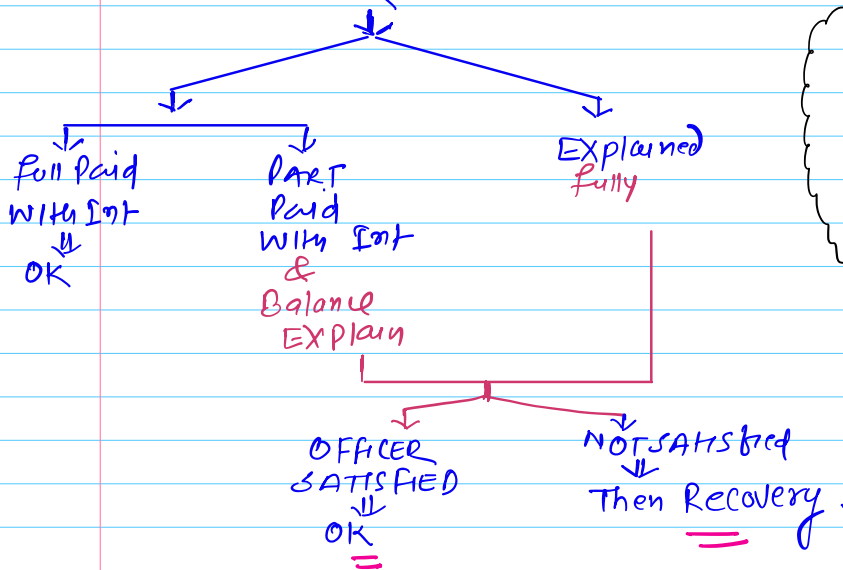 Full Paid
With Int
OK
PART
Paid
With Int
&
Balance
EXPlain
EXPlained
fully
OFFICER
SATISFIED
OK
NOT SATISfied
Then Recovery.